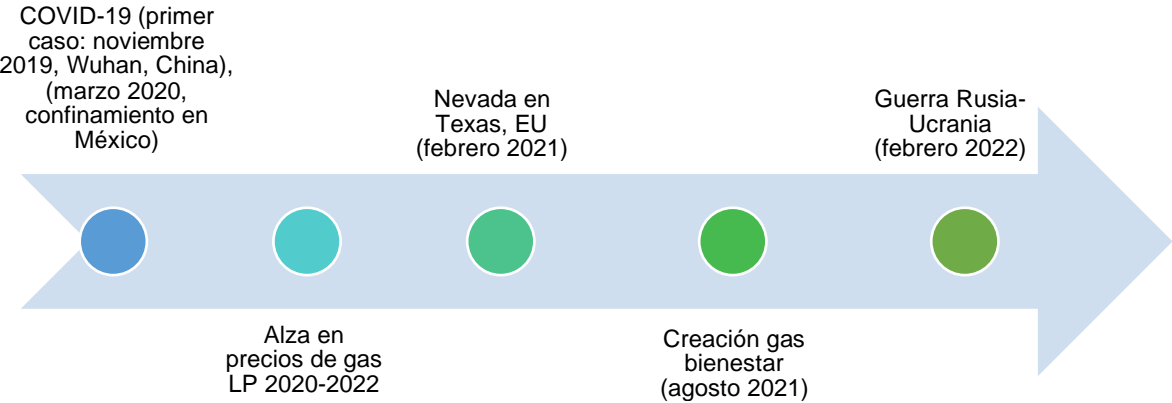 COVID-19 (primer
caso: noviembre
2019, Wuhan, China),
(marzo 2020,
confinamiento en
México)
Alza en
precios de gas
LP 2020-2022
Nevada en
Texas, EU
(febrero 2021)
Creación gas
bienestar
(agosto 2021)
Guerra Rusia-
Ucrania
(febrero 2022)